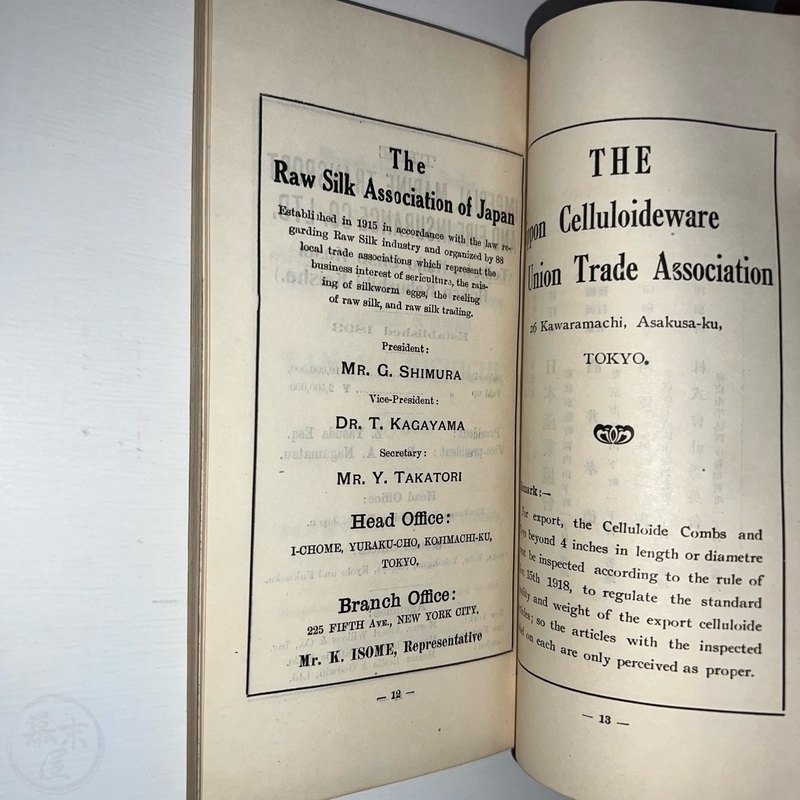 The
Raw Silk Association of Japan
Established in 1915 in accordance with the law re-
garding Raw Silk industry and organized by 88
local trade associations which represent the
business interest of sericulture, the rais-
ing of silkworm eggs, the reeling
of raw silk, and raw silk trading.
President:
MR. G. SHIMURA
Vice-President:
DR. T. KAGAYAMA
Secretary:
MR. Y. TAKATORI
Head Office:
1-CHOME, YURAKU-CHO, KOJIMACHI-KU,
TOKYO.
Branch Office:
225 FIFTH AVE., NEW YORK CITY,
Mr. K. ISOME, Representative
— 12 —
THE
Celluloideware
Union Trade Association
26 Kawaramachi, Asakusa-ku,
TOKYO.
export, the Celluloide Combs and
beyond 4 inches in length or diametre
be inspected according to the rule of
15th 1918, to regulate the standard
and weight of the export celluloide
so the articles with the inspected
on each are only perceived as proper.
— 13 —
幕末屋